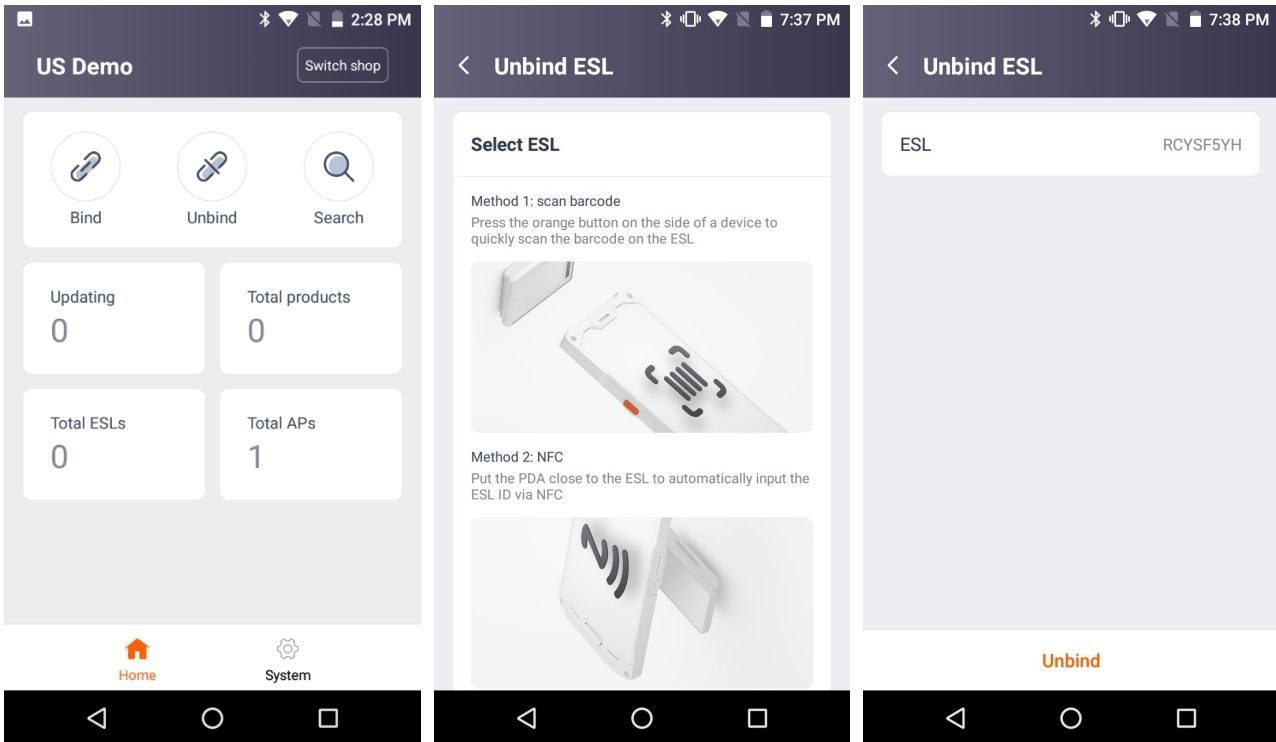 2:28 PM
US Demo
Switch shop
Bind
Unbind
Search
Updating
0
Total products
0
Total ESLs
0
Total APs
1
Home
System
7:37 PM
Unbind ESL
Select ESL
Method 1: scan barcode
Press the orange button on the side of a device to
quickly scan the barcode on the ESL
Method 2: NFC
Put the PDA close to the ESL to automatically input the
ESL ID via NFC
7:38 PM
Unbind ESL
ESL
RCYSF5YH
Unbind